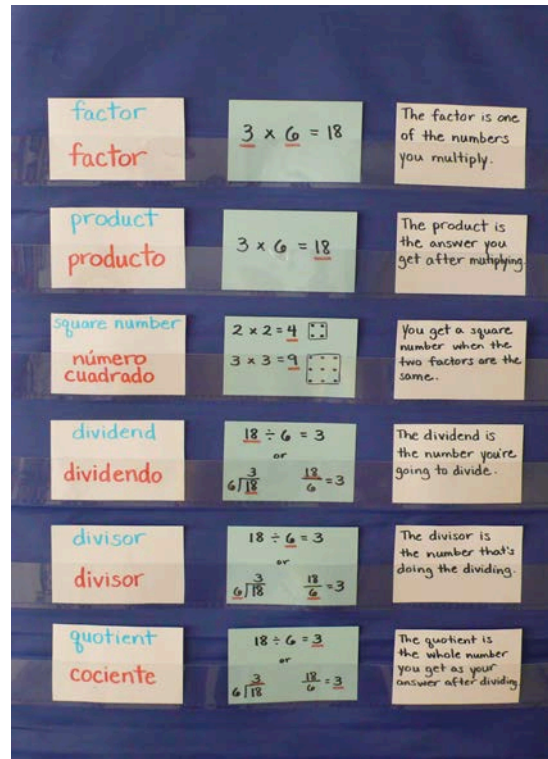 factor
factor
3 x 6 = 18
The factor is one
of the numbers
you multiply.
product
producto
3 x 6 = 18
The product is
the answer you
get after mutiplying.
square number
número
cuadrado
2 x 2 = 4
3 x 3 = 9
You get a square
number when the
two factors are the
same.
dividend
dividendo
18 ÷ 6 = 3
or
3
6)18
18
6 = 3
The dividend is
the number you're
going to divide.
divisor
divisor
18 ÷ 6 = 3
or
3
6)18
18
6 = 3
The divisor is
the number that's
doing the dividing.
quotient
cociente
18 ÷ 6 = 3
or
3
6)18
18
6 = 3
The quotient is
the whole number
you get as your
answer after dividing